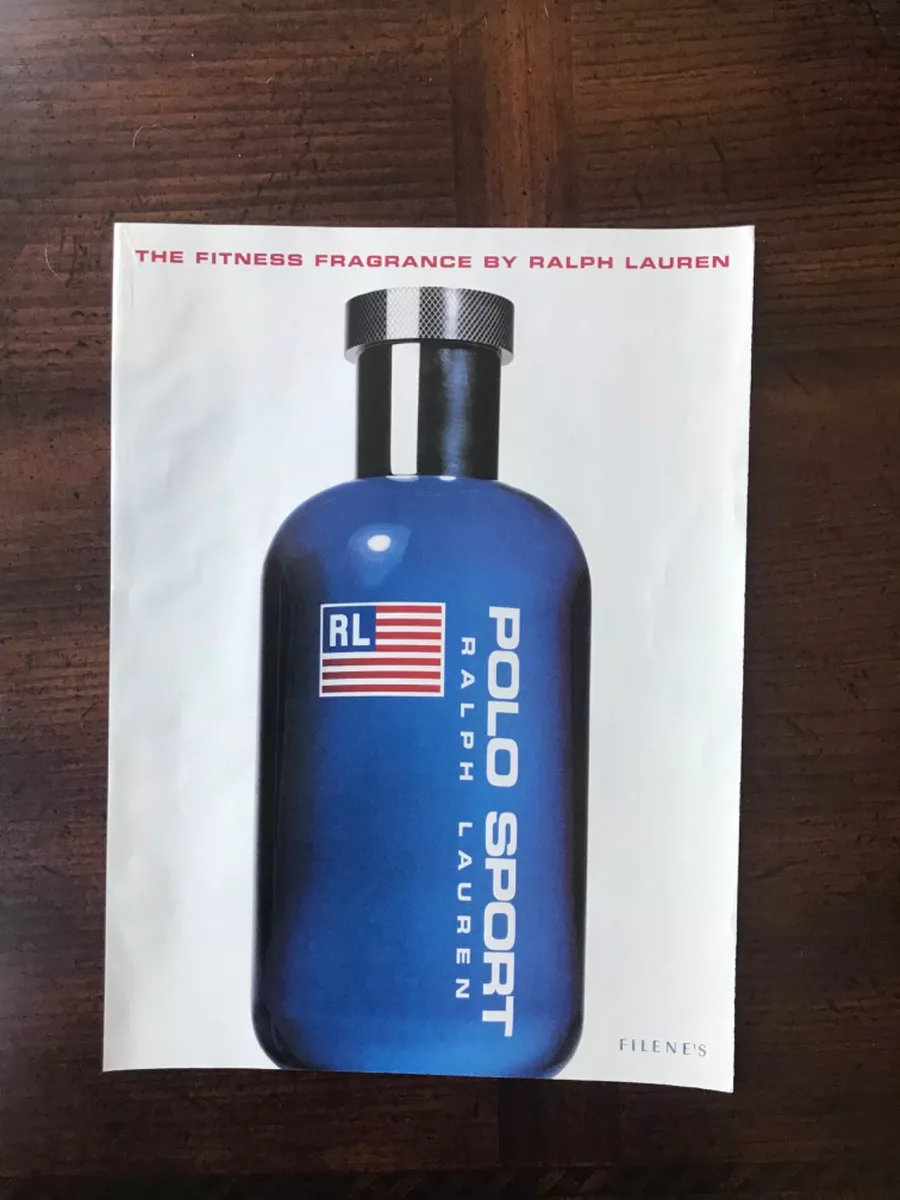 THE FITNESS FRAGRANCE BY RALPH LAUREN
RL
POLO SPORT
RALPH LAUREN
FILENE'S